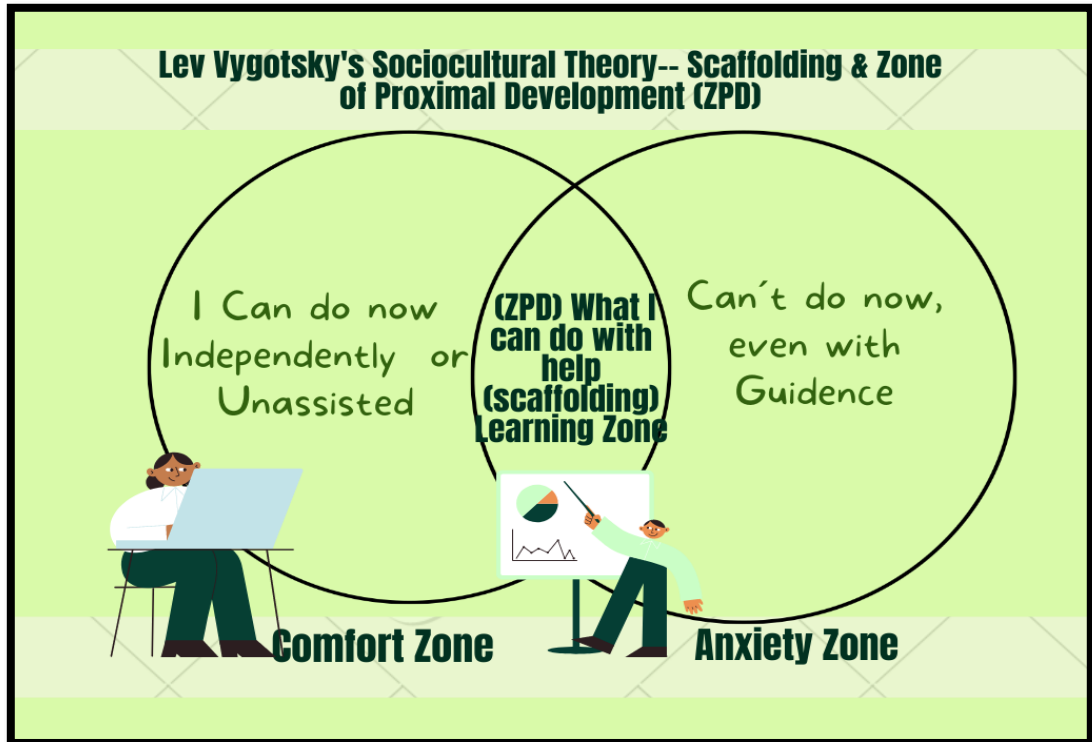 Lev Vygotsky's Sociocultural Theory-- Scaffolding & Zone
of Proximal Development (ZPD)
I Can do now
Independently or
Unassisted
(ZPD) What I
can do with
help
(scaffolding)
Learning Zone
Can´t do now,
even with
Guidence
Comfort Zone
Anxiety Zone